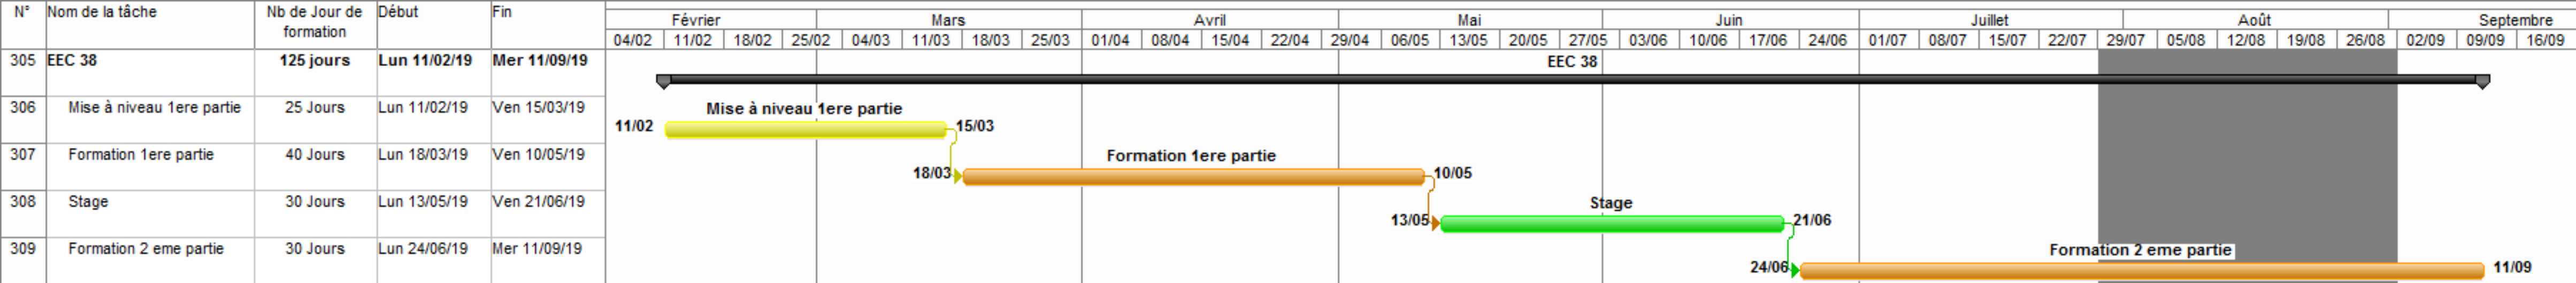 N° Nom de la tâche Nb de Jour de formation Début Fin
Février Mars Avril Mai Juin Juillet Août Septembre
04/02 11/02 18/02 25/02 04/03 11/03 18/03 25/03 01/04 08/04 15/04 22/04 29/04 06/05 13/05 20/05 27/05 03/06 10/06 17/06 24/06 01/07 08/07 15/07 22/07 29/07 05/08 12/08 19/08 26/08 02/09 09/09 16/09
305 EEC 38 125 jours Lun 11/02/19 Mer 11/09/19
EEC 38
306 Mise à niveau 1ere partie 25 Jours Lun 11/02/19 Ven 15/03/19
Mise à niveau 1ere partie
11/02 15/03
307 Formation 1ere partie 40 Jours Lun 18/03/19 Ven 10/05/19
Formation 1ere partie
18/03 10/05
308 Stage 30 Jours Lun 13/05/19 Ven 21/06/19
Stage
13/05 21/06
309 Formation 2 eme partie 30 Jours Lun 24/06/19 Mer 11/09/19
Formation 2 eme partie
24/06 11/09